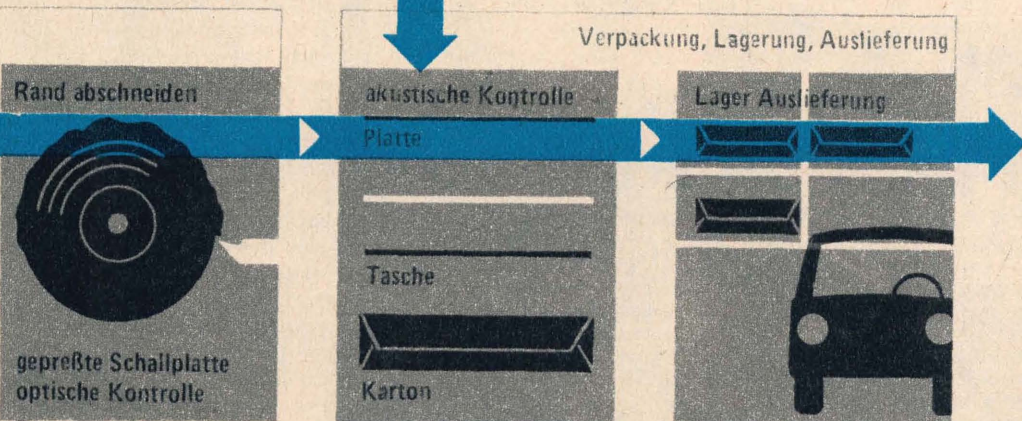 Verpackung, Lagerung, Auslieferung
Rand abschneiden
gepreßte Schallplatte
optische Kontrolle
akustische Kontrolle
Platte
Tasche
Karton
Lager Auslieferung